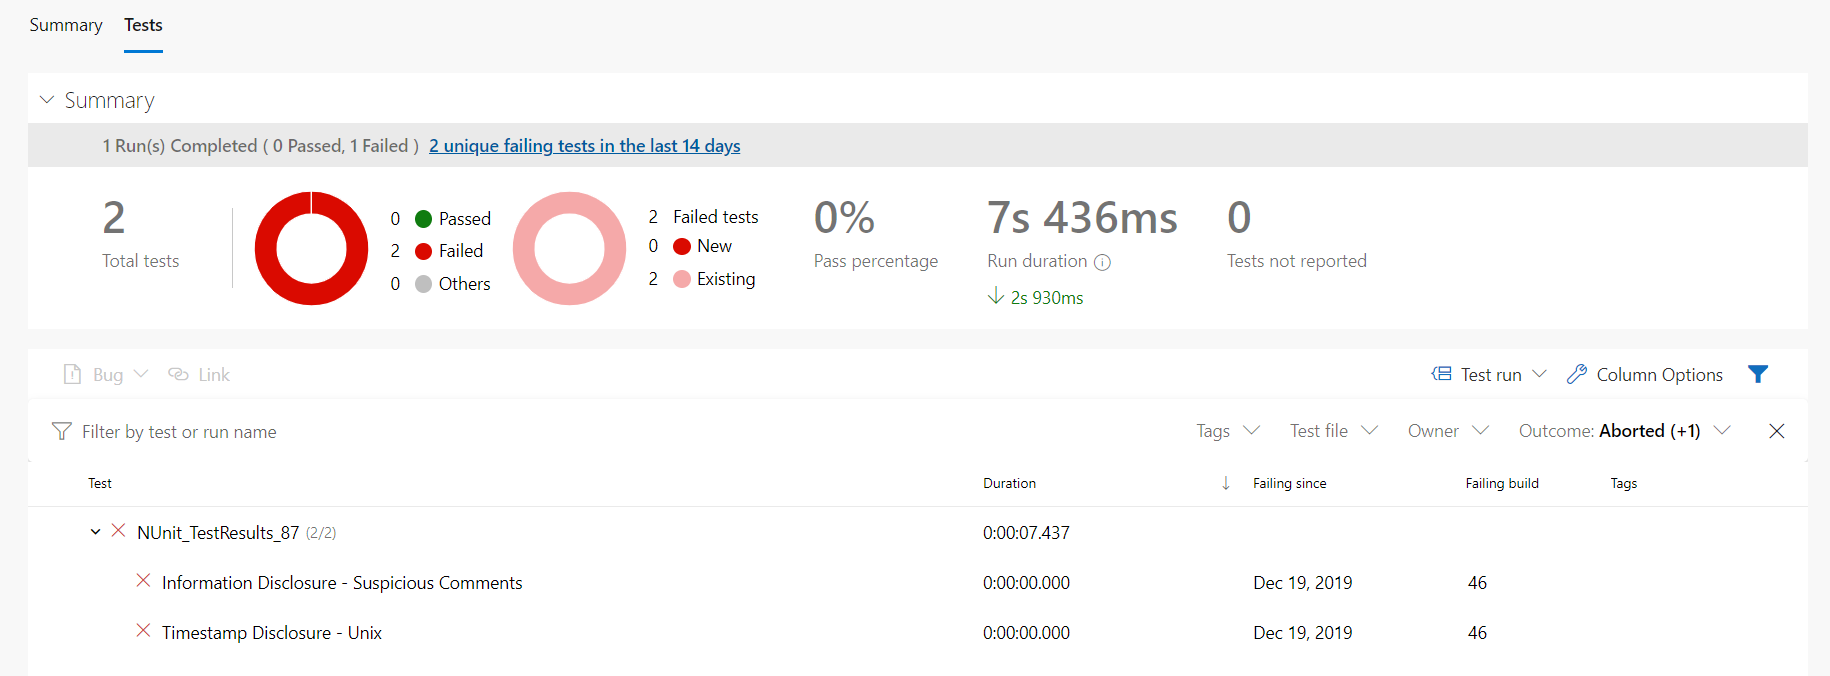 Summary Tests
Summary
1 Run(s) Completed ( 0 Passed, 1 Failed ) 2 unique failing tests in the last 14 days
2
Total tests
0 Passed
2 Failed
0 Others
2 Failed tests
0 New
2 Existing
0%
Pass percentage
7s 436ms
Run duration
2s 930ms
0
Tests not reported
Bug Link Test run Column Options
Filter by test or run name Tags Test file Owner Outcome: Aborted (+1)
Test Duration Failing since Failing build Tags
NUnit_TestResults_87 (2/2) 0:00:07.437
Information Disclosure - Suspicious Comments 0:00:00.000 Dec 19, 2019 46
Timestamp Disclosure - Unix 0:00:00.000 Dec 19, 2019 46